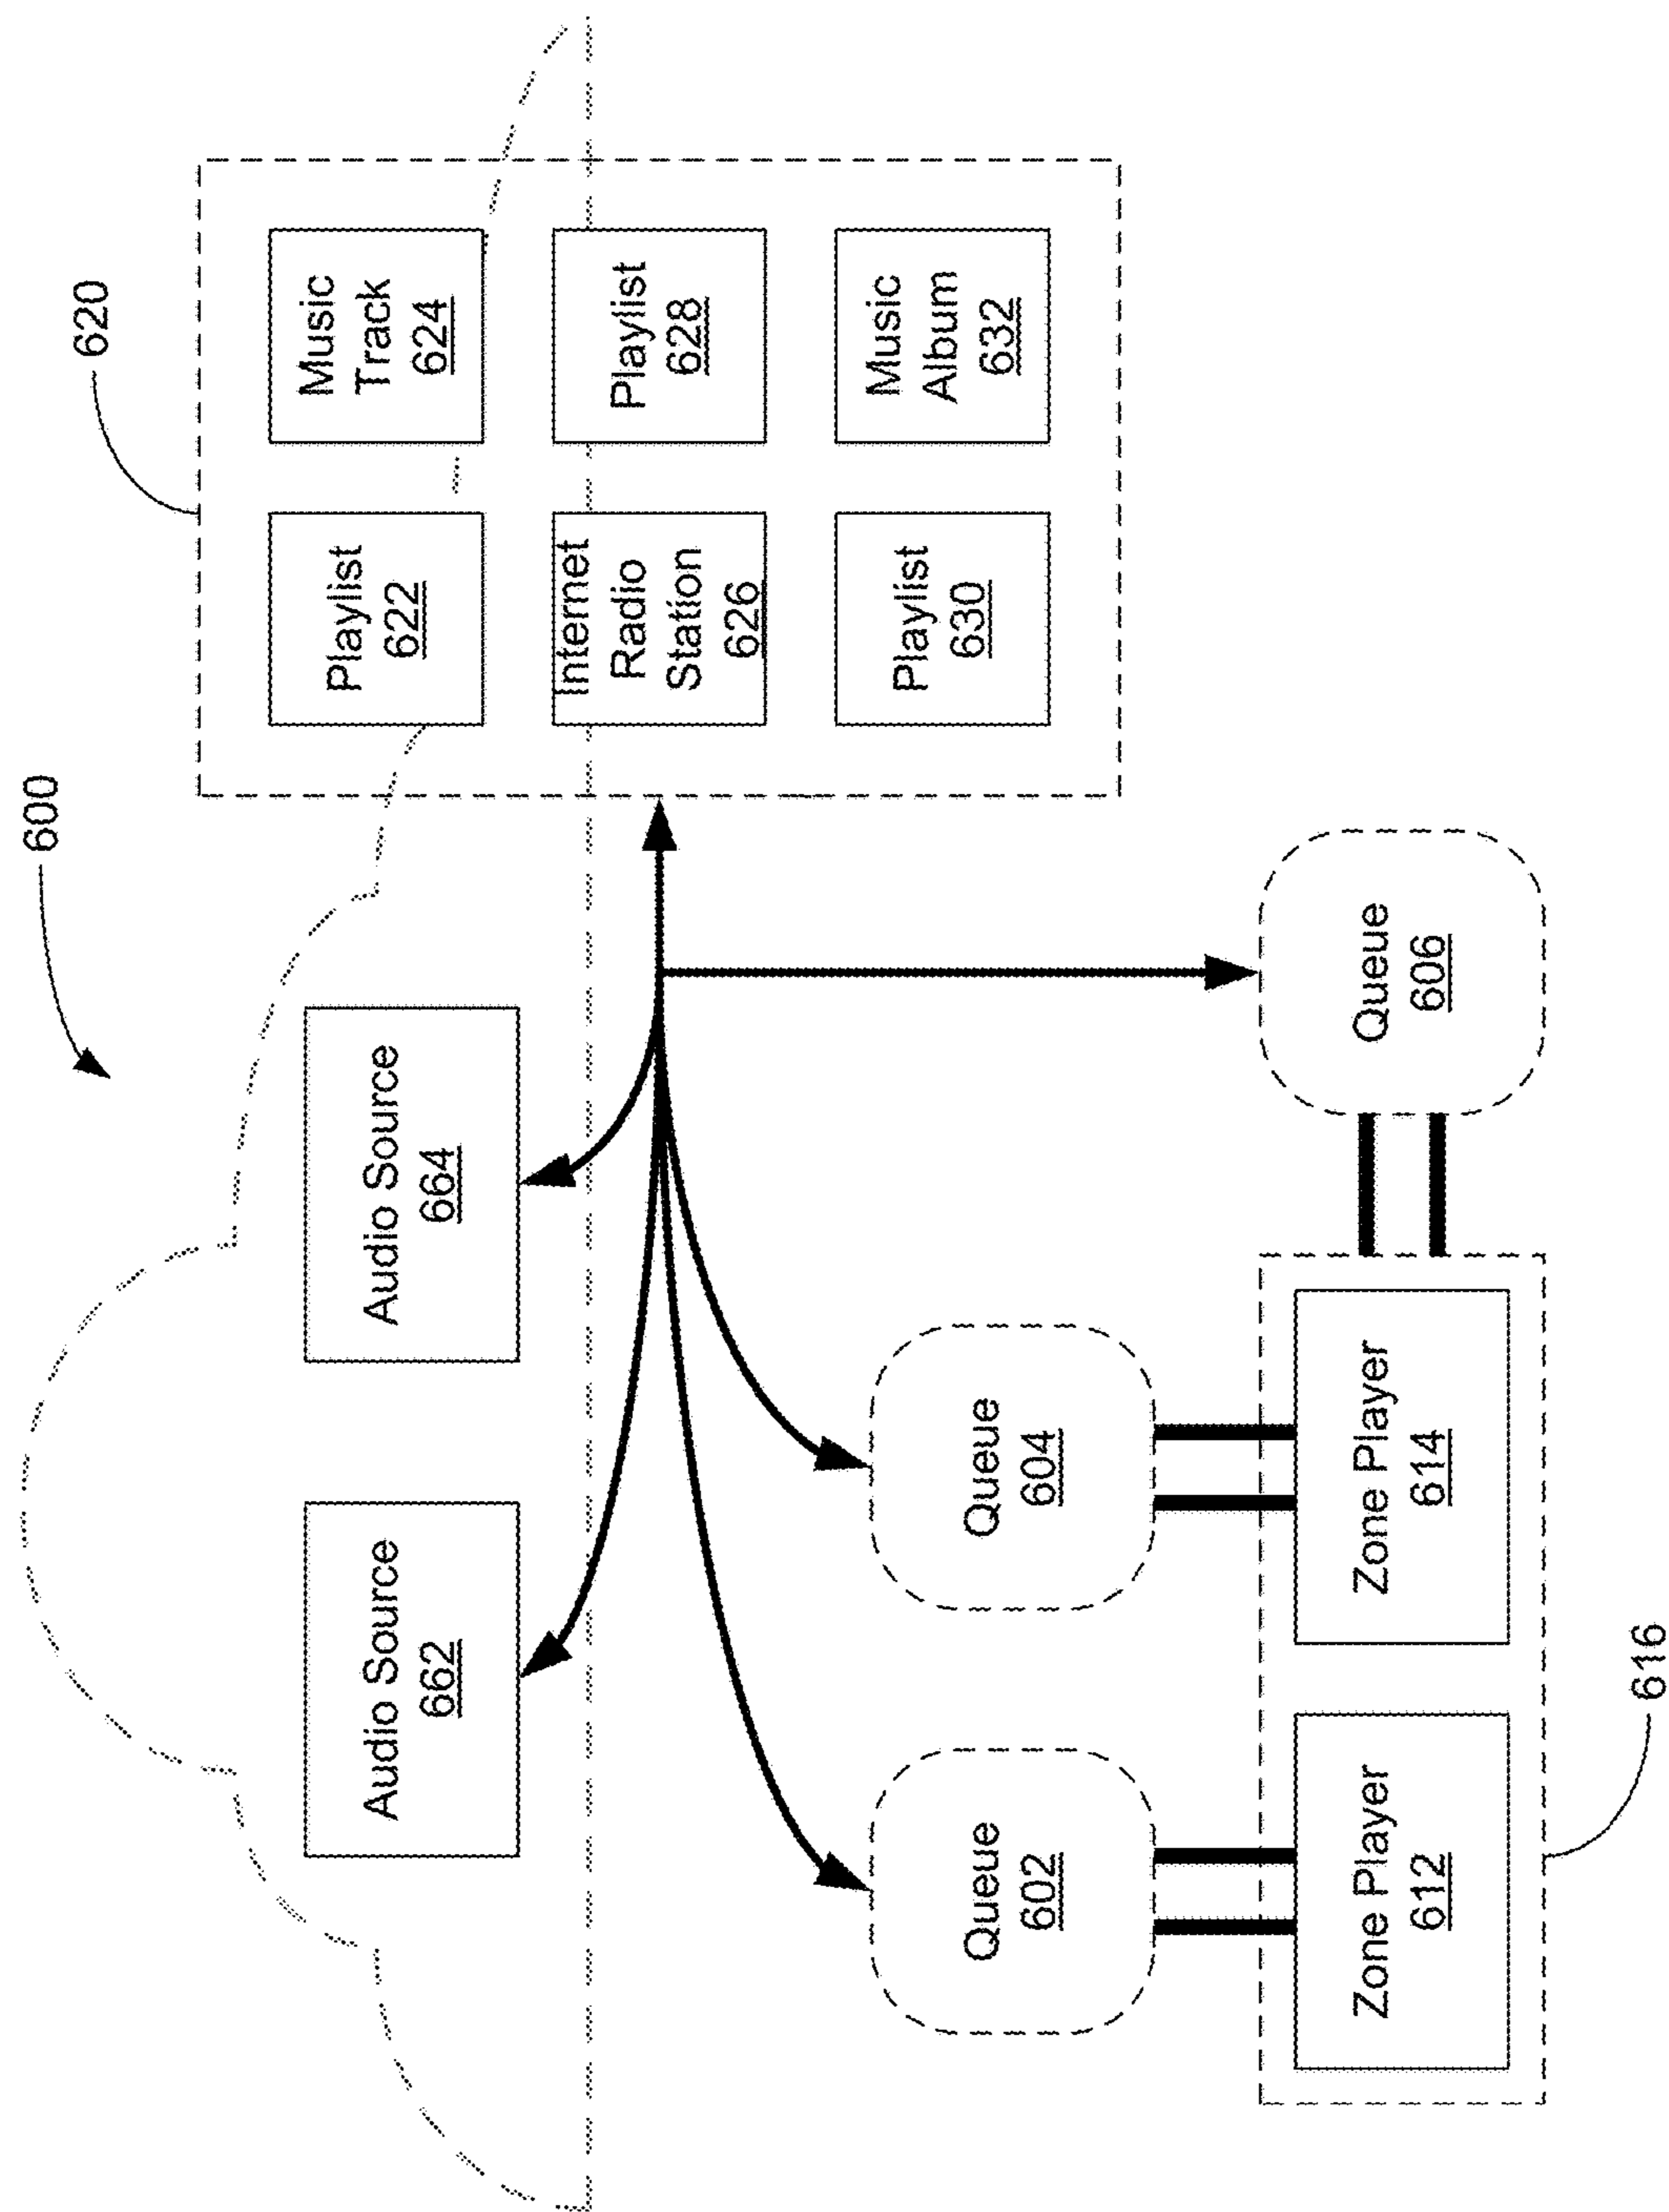 600
620
Audio Source
662
Audio Source
664
Playlist
622
Music
Track
624
Internet
Radio
Station
626
Playlist
628
Playlist
630
Music
Album
632
Queue
602
Queue
604
Queue
606
Zone Player
612
Zone Player
614
616